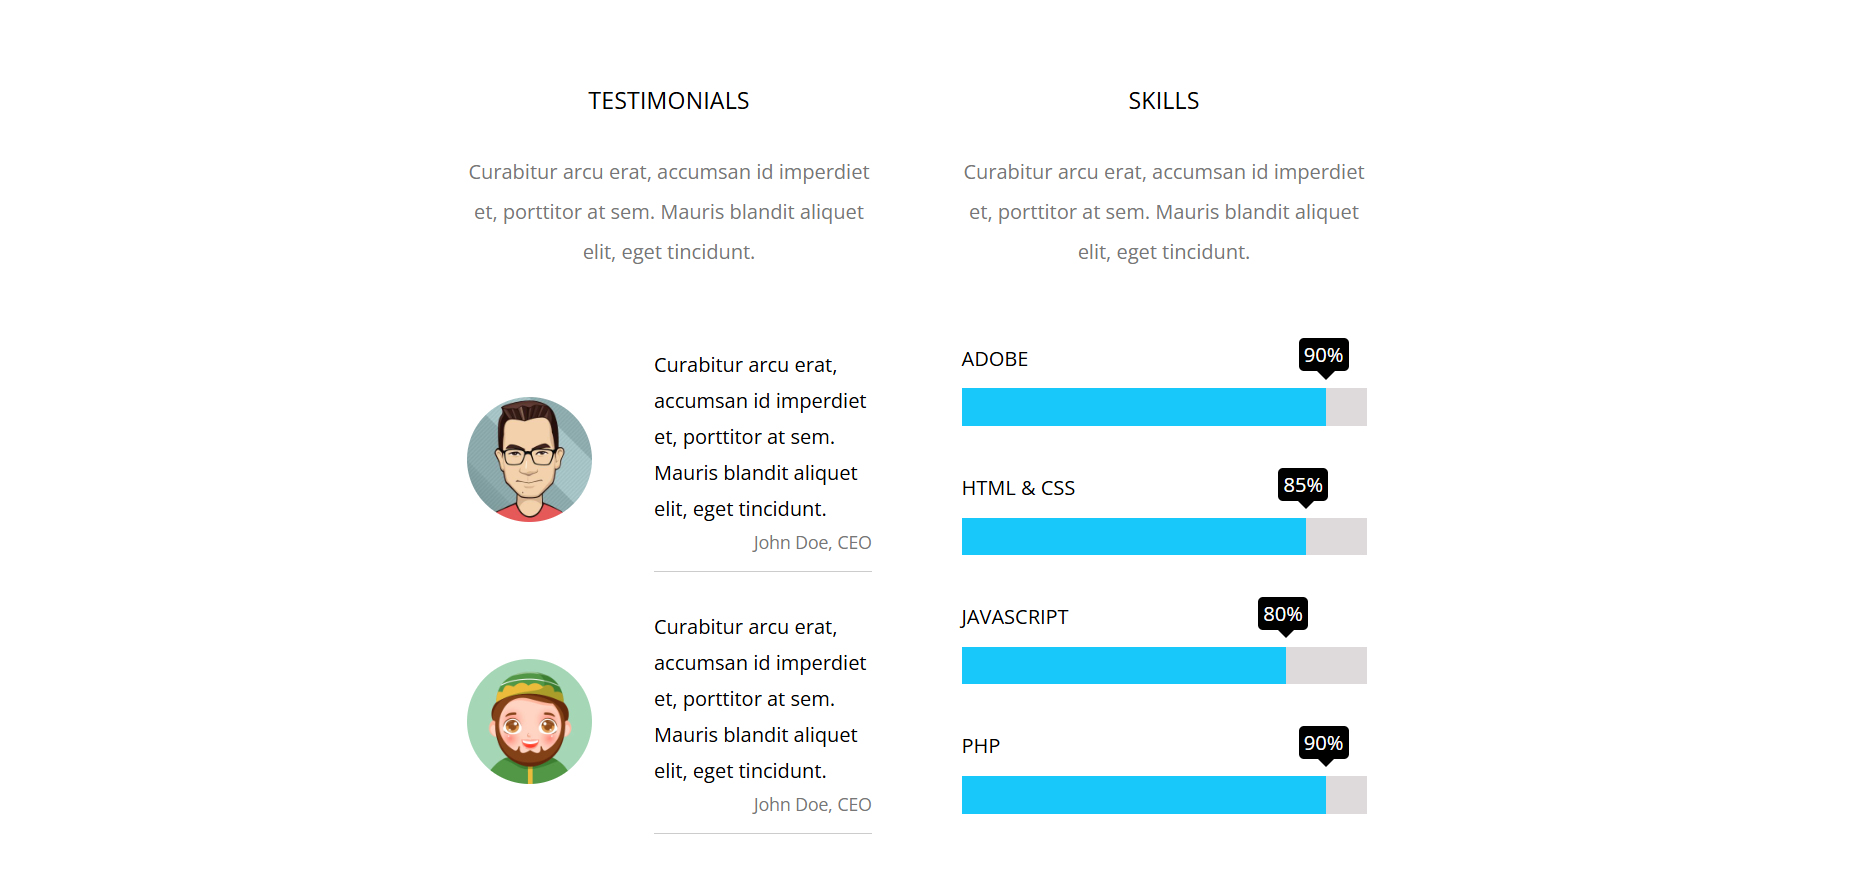 TESTIMONIALS
Curabitur arcu erat, accumsan id imperdiet
et, porttitor at sem. Mauris blandit aliquet
elit, eget tincidunt.
Curabitur arcu erat,
accumsan id imperdiet
et, porttitor at sem.
Mauris blandit aliquet
elit, eget tincidunt.
John Doe, CEO
Curabitur arcu erat,
accumsan id imperdiet
et, porttitor at sem.
Mauris blandit aliquet
elit, eget tincidunt.
John Doe, CEO
SKILLS
Curabitur arcu erat, accumsan id imperdiet
et, porttitor at sem. Mauris blandit aliquet
elit, eget tincidunt.
ADOBE 90%
HTML & CSS 85%
JAVASCRIPT 80%
PHP 90%